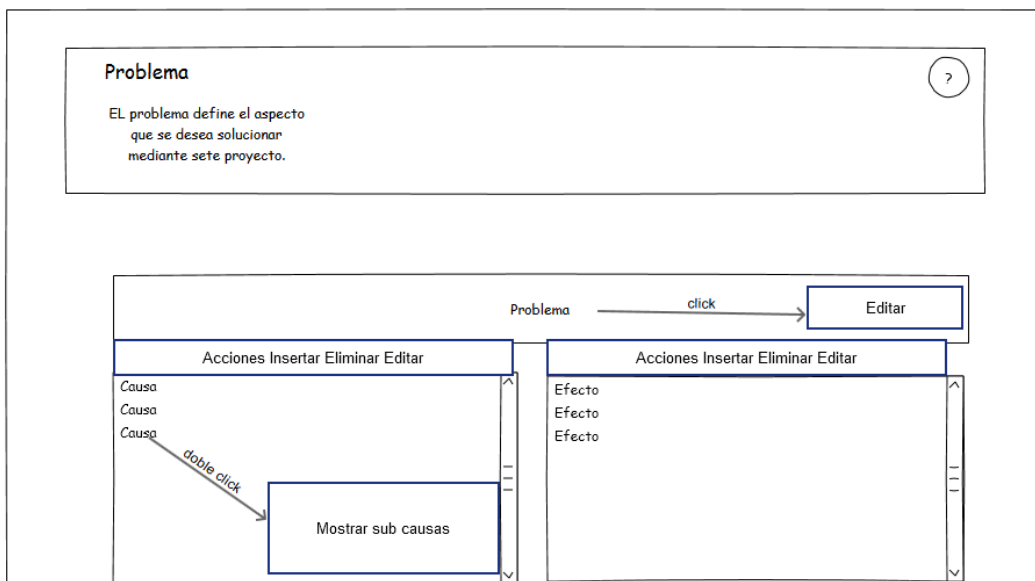 Problema
?
EL problema define el aspecto
que se desea solucionar
mediante sete proyecto.
Problema
click
Editar
Acciones Insertar Eliminar Editar
Acciones Insertar Eliminar Editar
Causa
Causa
Causa
doble click
Mostrar sub causas
Efecto
Efecto
Efecto